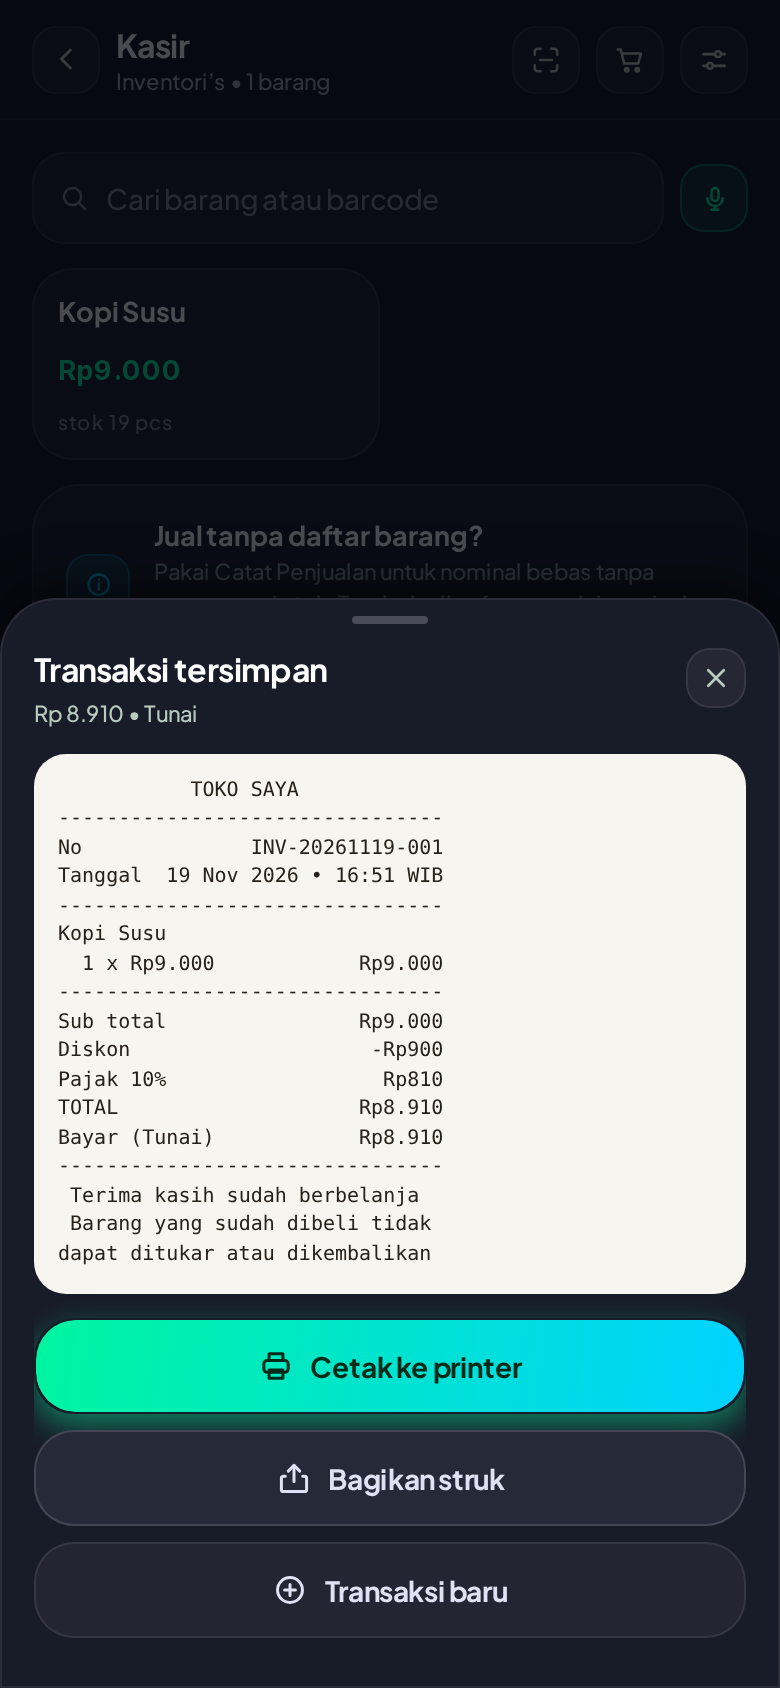 Kasir
Inventori's • 1 barang
Cari barang atau barcode
Kopi Susu
Rp9.000
stok 19 pcs
Jual tanpa daftar barang?
Pakai Catat Penjualan untuk nominal bebas tanpa
Transaksi tersimpan
Rp 8.910 • Tunai
TOKO SAYA
--------------------------------
No INV-20261119-001
Tanggal 19 Nov 2026 • 16:51 WIB
--------------------------------
Kopi Susu
1 x Rp9.000 Rp9.000
--------------------------------
Sub total Rp9.000
Diskon -Rp900
Pajak 10% Rp810
TOTAL Rp8.910
Bayar (Tunai) Rp8.910
--------------------------------
Terima kasih sudah berbelanja
Barang yang sudah dibeli tidak
dapat ditukar atau dikembalikan
Cetak ke printer
Bagikan struk
Transaksi baru